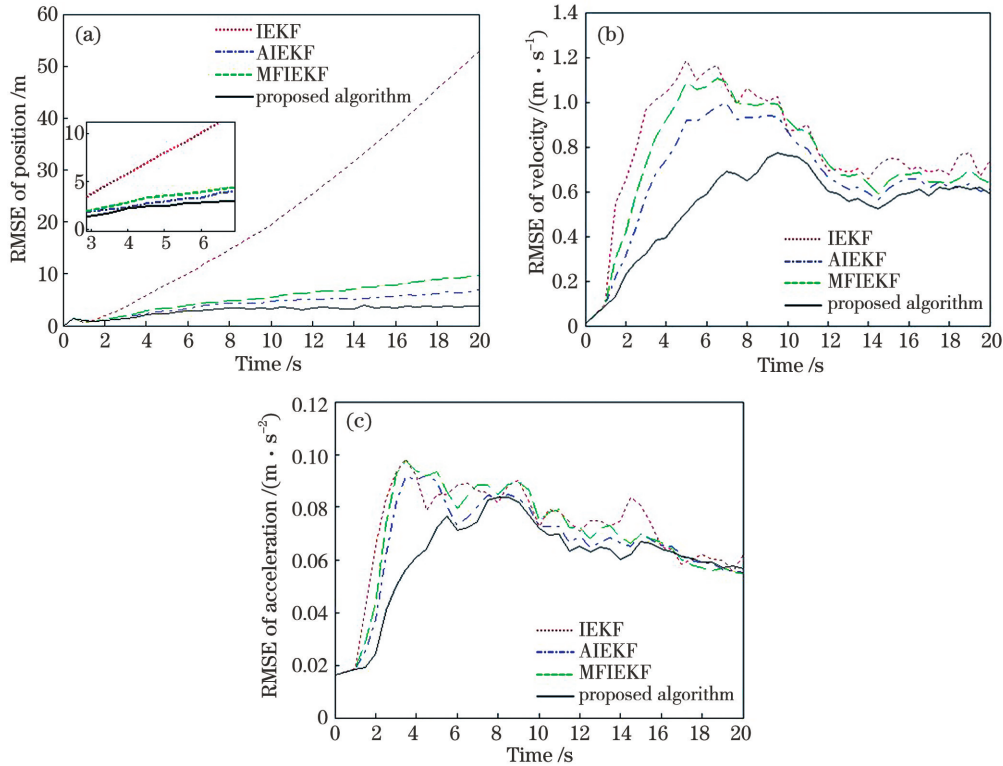 (a)
IEKF
AIEKF
MFIEKF
proposed algorithm
RMSE of position /m
60
50
40
30
20
10
0
10
5
0
3 4 5 6
0 2 4 6 8 10 12 14 16 18 20
Time /s
(b)
RMSE of velocity /(m · s⁻¹)
1.4
1.2
1.0
0.8
0.6
0.4
0.2
0
IEKF
AIEKF
MFIEKF
proposed algorithm
0 2 4 6 8 10 12 14 16 18 20
Time /s
(c)
RMSE of acceleration /(m · s⁻²)
0.12
0.10
0.08
0.06
0.04
0.02
0
IEKF
AIEKF
MFIEKF
proposed algorithm
0 2 4 6 8 10 12 14 16 18 20
Time /s